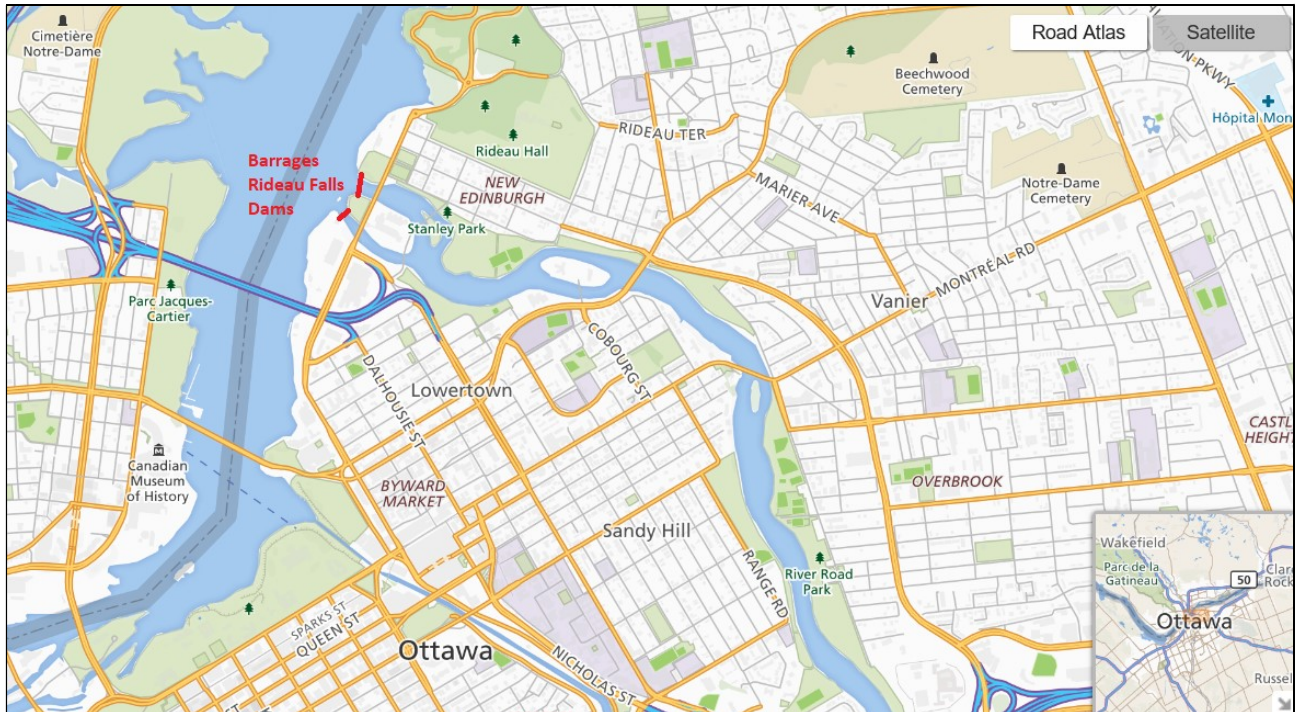 Cimetière
Notre-Dame
Road Atlas
Satellite
Beechwood
Cemetery
Hôpital Mon
RIDEAU TER
Rideau Hall
Barrages
Rideau Falls
Dams
NEW
EDINBURGH
MARIER AVE
Notre-Dame
Cemetery
Stanley Park
MONTRÉAL RD
Vanier
Parc Jacques-
Cartier
COBOURG ST
DALHOUSIE ST
Lowertown
CASTL
HEIGHT
Canadian
Museum
of History
BYWARD
MARKET
OVERBROOK
Sandy Hill
RANGE RD
River Road
Park
SPARKS ST
QUEEN ST
Ottawa
NICHOLAS ST
ST
Wakefield
Parc de la
Gatineau
50
Clare
Rock
Ottawa
Russel